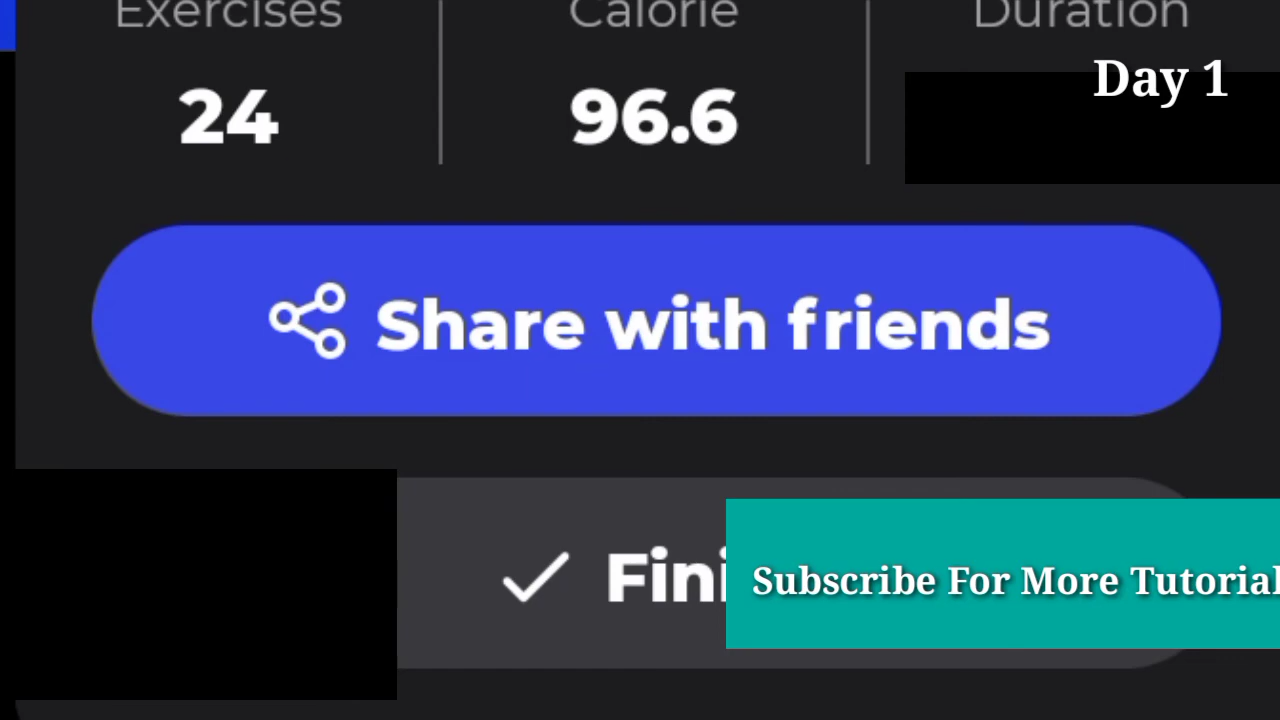 Exercises Calorie Duration
Day 1
24 96.6
Share with friends
Subscribe For More Tutorial